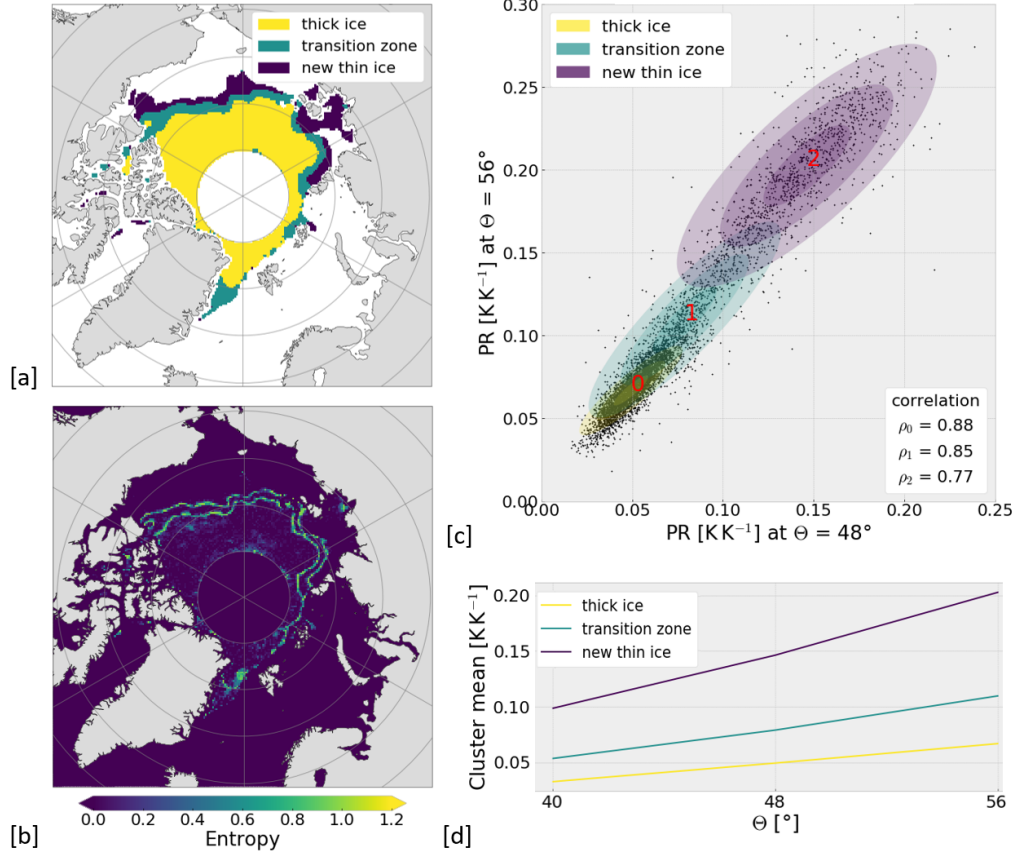 thick ice
transition zone
new thin ice
[a]
0.0 0.2 0.4 0.6 0.8 1.0 1.2
Entropy
[b]
0.30
0.25
0.20
0.15
0.10
0.05
0.00
PR [K K⁻¹] at Θ = 56°
thick ice
transition zone
new thin ice
2
1
0
correlation
ρ₀ = 0.88
ρ₁ = 0.85
ρ₂ = 0.77
0.00 0.05 0.10 0.15 0.20 0.25
PR [K K⁻¹] at Θ = 48°
[c]
Cluster mean [K K⁻¹]
0.20
0.15
0.10
0.05
thick ice
transition zone
new thin ice
40 48 56
Θ [°]
[d]